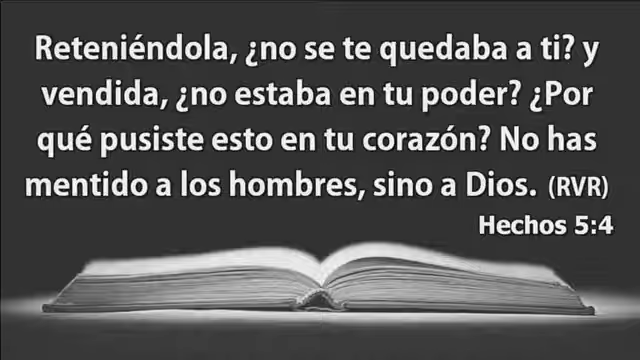 Reteniéndola, ¿no se te quedaba a ti? y
vendida, ¿no estaba en tu poder? ¿Por
qué pusiste esto en tu corazón? No has
mentido a los hombres, sino a Dios. (RVR)
Hechos 5:4